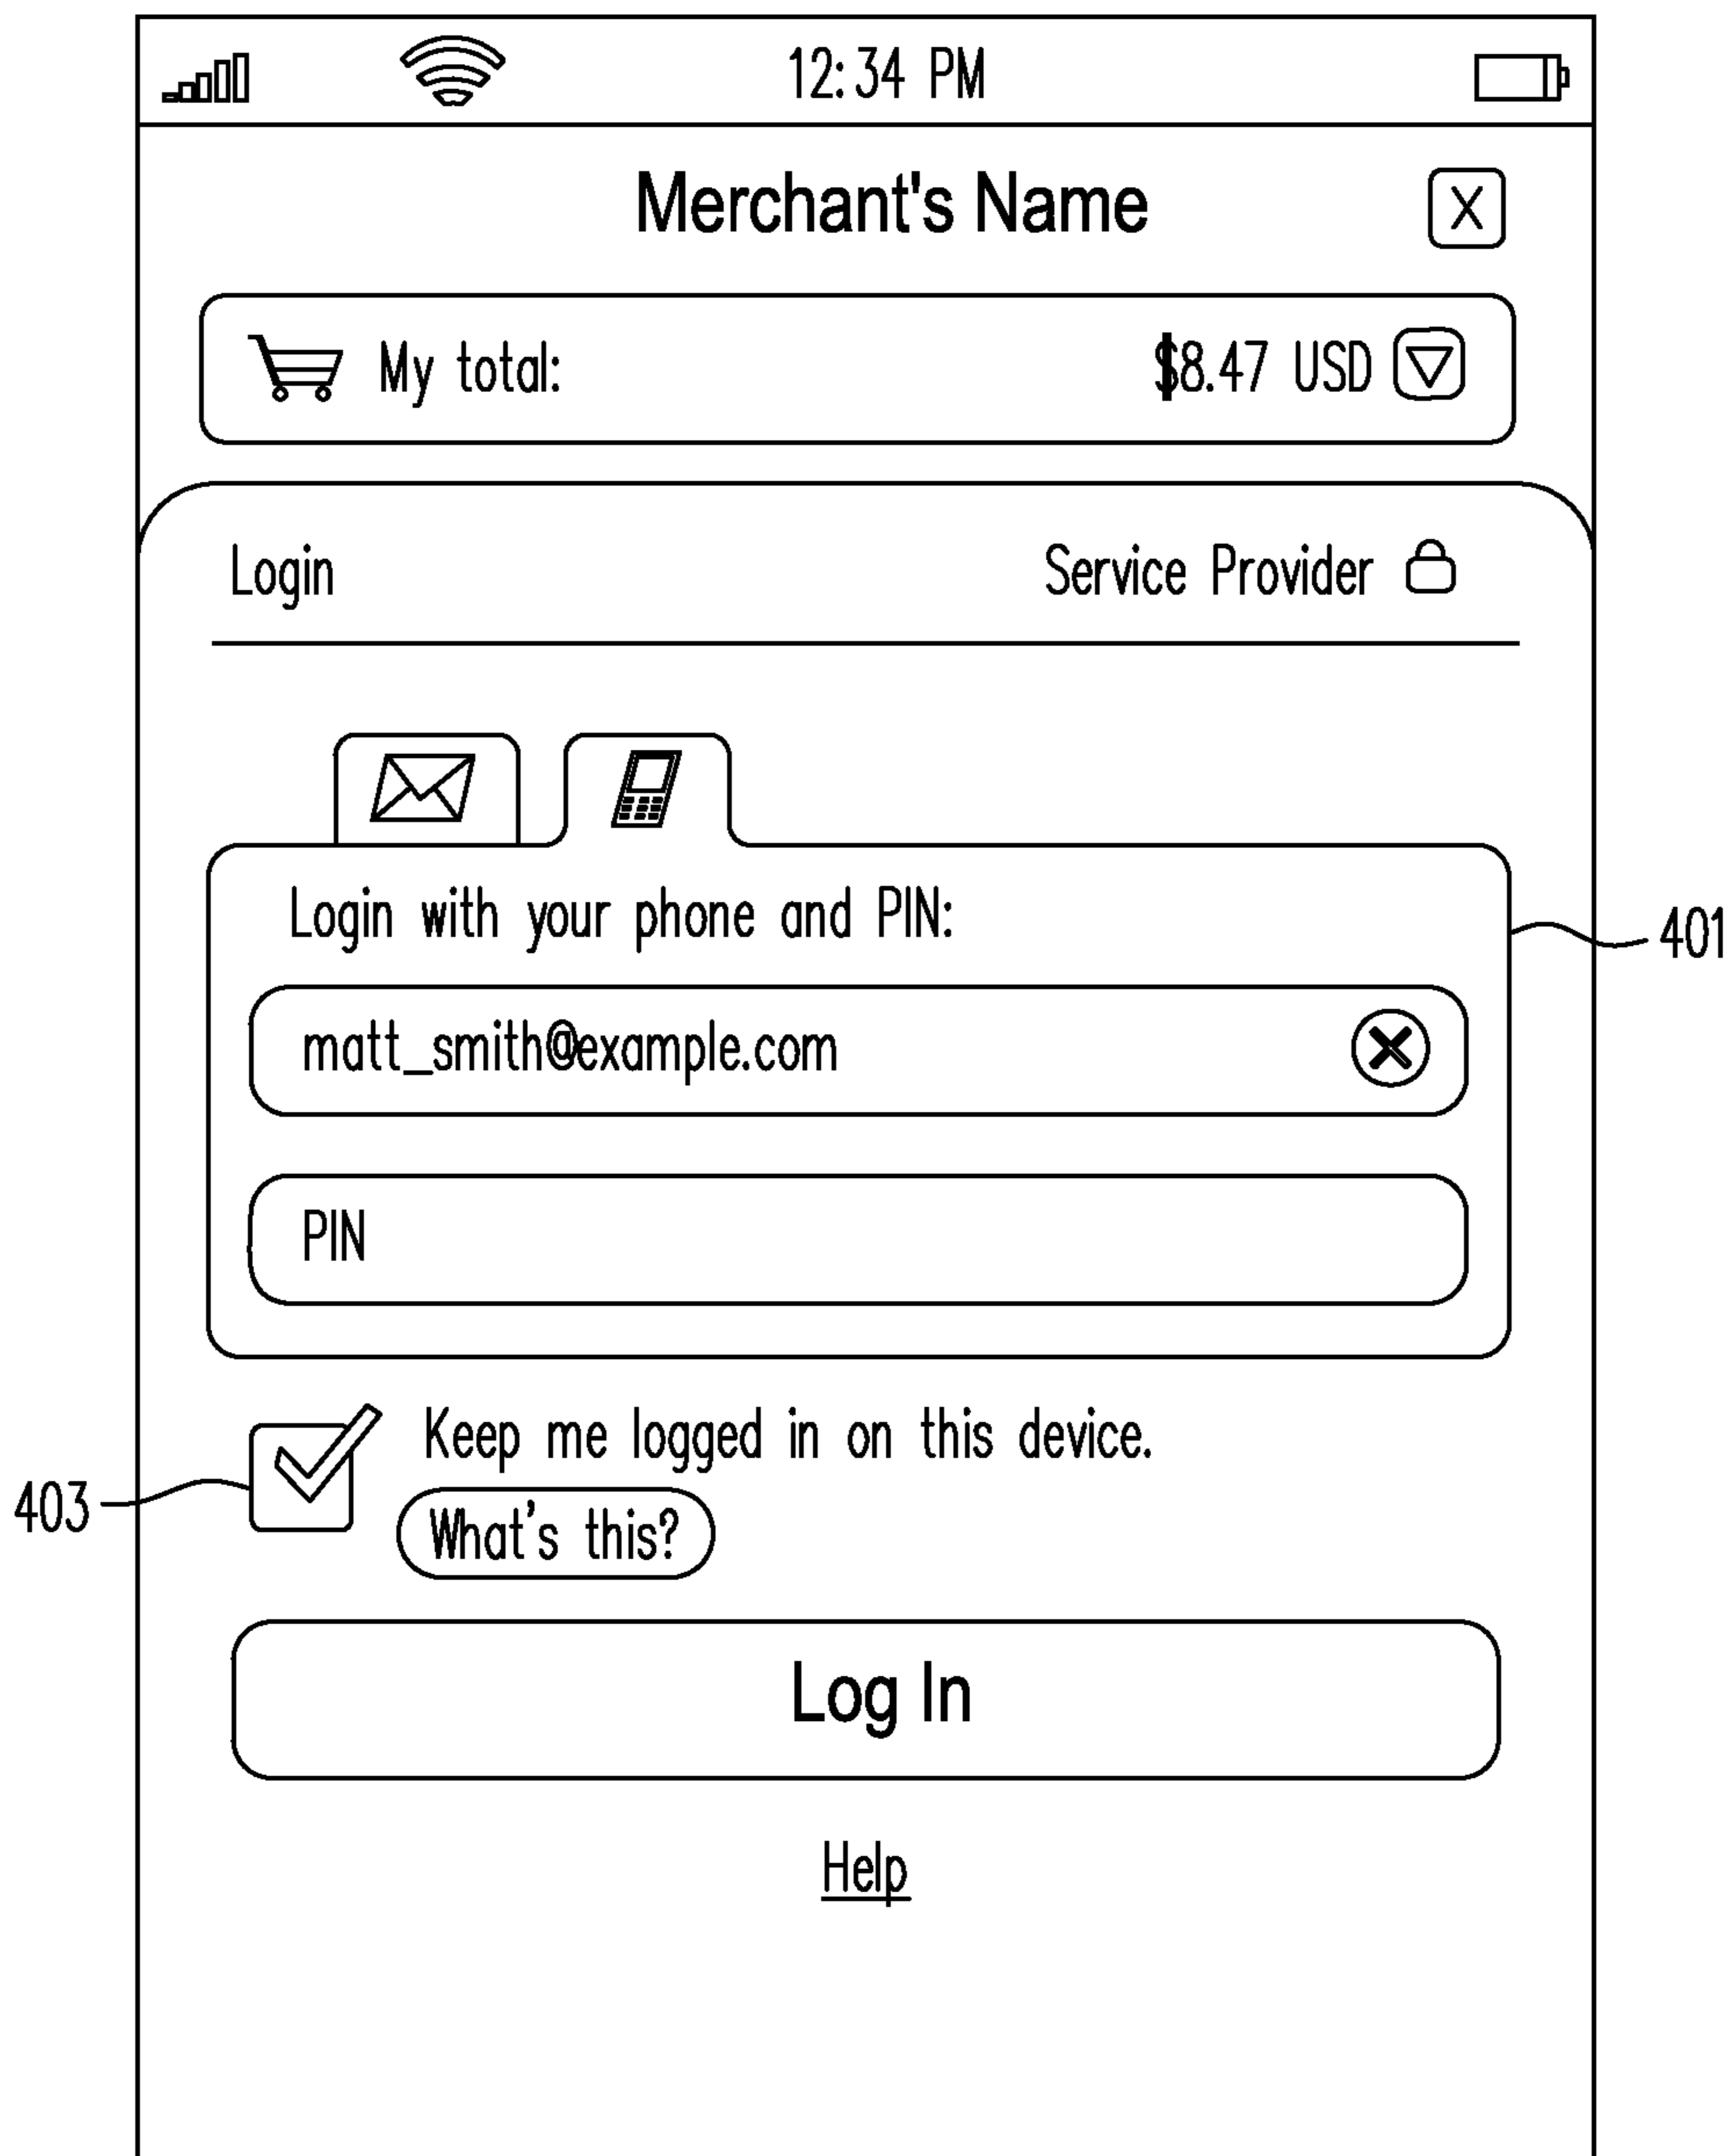 12:34 PM
Merchant's Name
X
My total: $8.47 USD
Login Service Provider
Login with your phone and PIN:
401
matt_smith@example.com
PIN
Keep me logged in on this device.
403
What's this?
Log In
Help